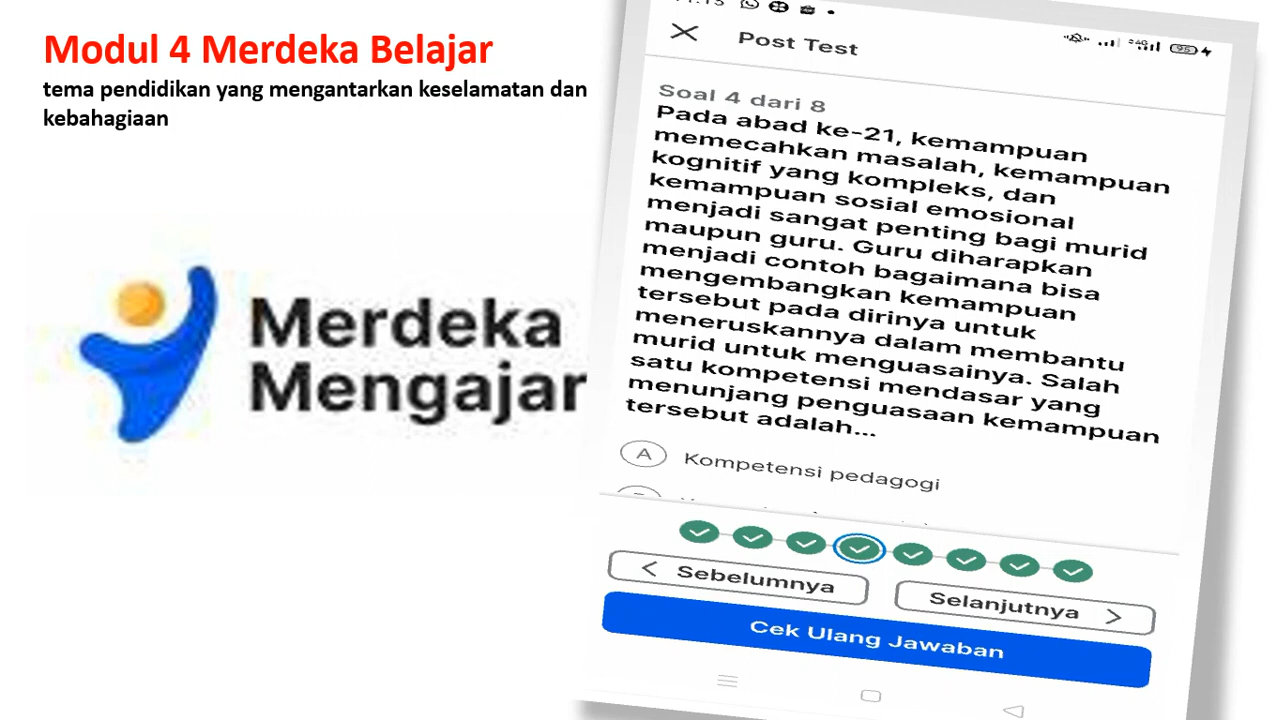 Modul 4 Merdeka Belajar
tema pendidikan yang mengantarkan keselamatan dan
kebahagiaan
Merdeka
Mengajar
Post Test
Soal 4 dari 8
Pada abad ke-21, kemampuan
memecahkan masalah, kemampuan
kognitif yang kompleks, dan
kemampuan sosial emosional
menjadi sangat penting bagi murid
maupun guru. Guru diharapkan
menjadi contoh bagaimana bisa
mengembangkan kemampuan
tersebut pada dirinya untuk
meneruskannya dalam membantu
murid untuk menguasainya. Salah
satu kompetensi mendasar yang
menunjang penguasaan kemampuan
tersebut adalah...
A Kompetensi pedagogi
Sebelumnya
Selanjutnya
Cek Ulang Jawaban